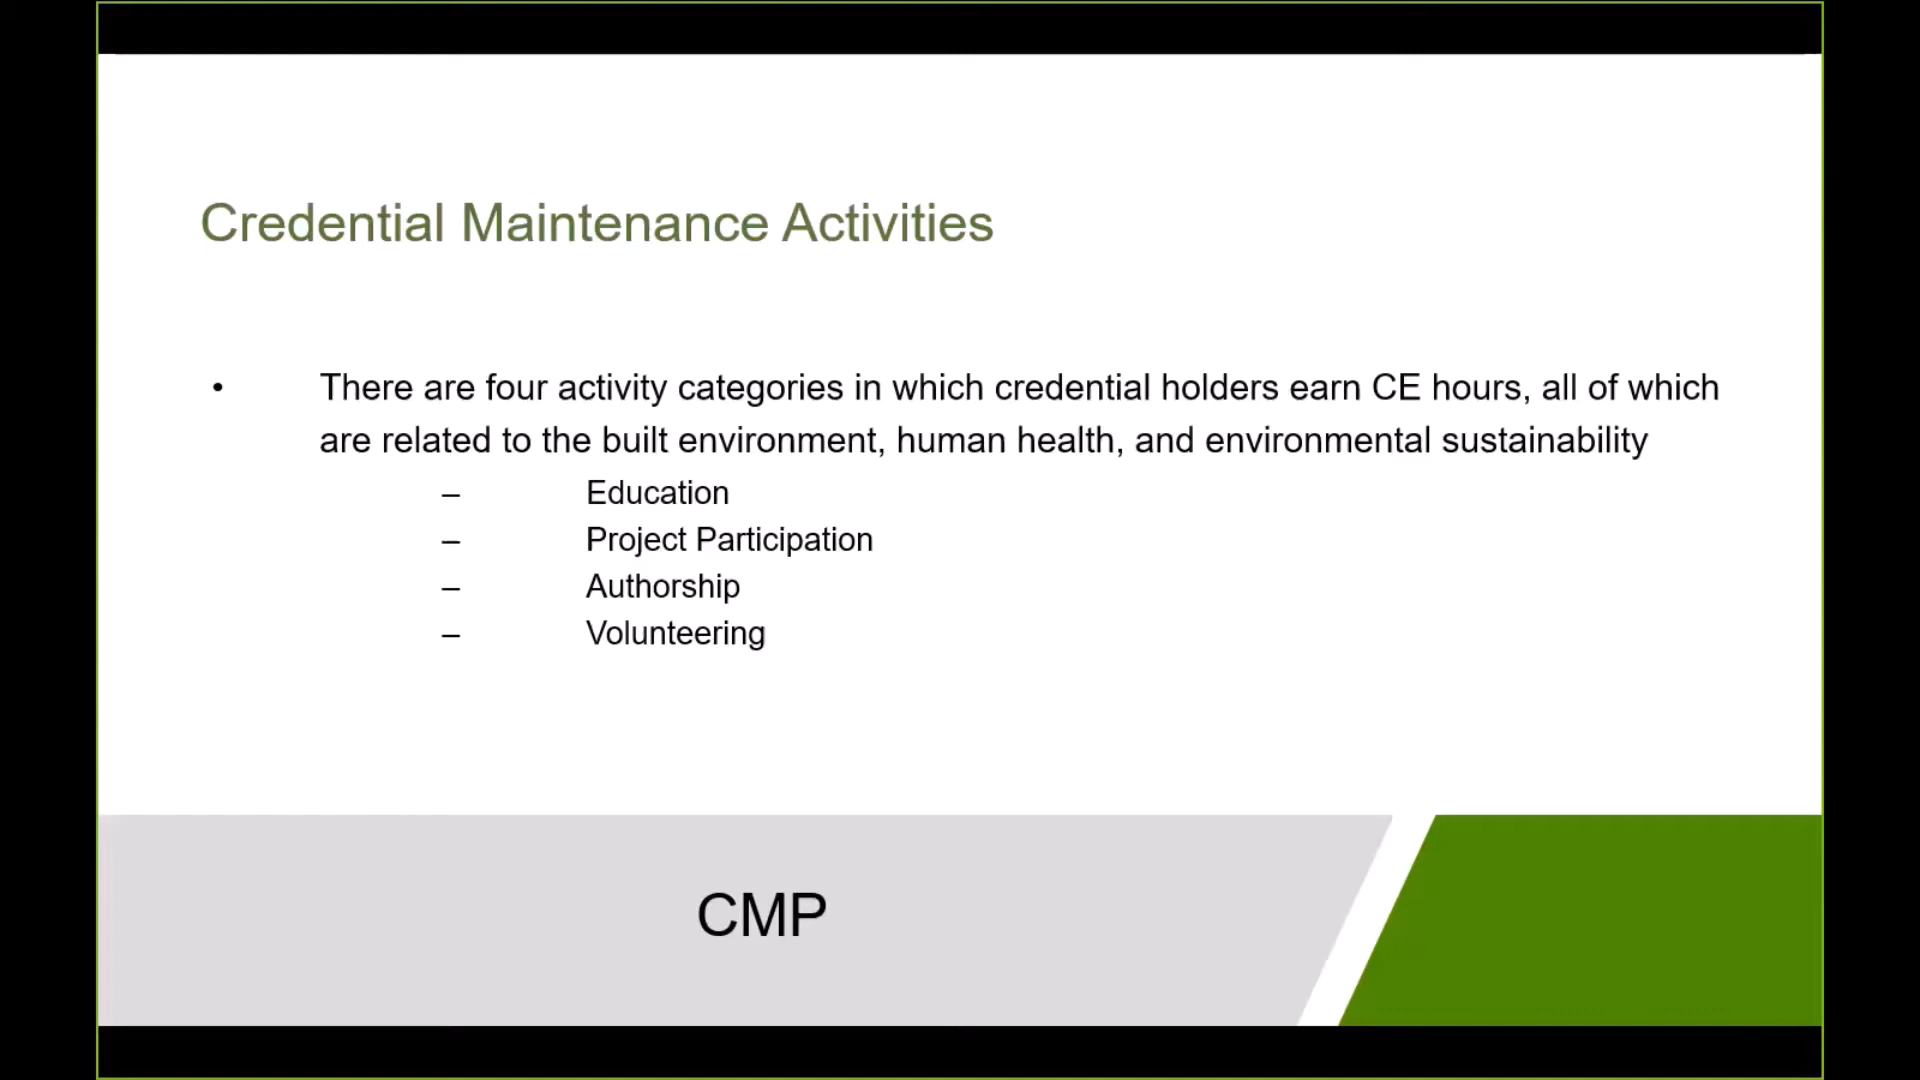 Credential Maintenance Activities
• There are four activity categories in which credential holders earn CE hours, all of which
are related to the built environment, human health, and environmental sustainability
– Education
– Project Participation
– Authorship
– Volunteering
CMP